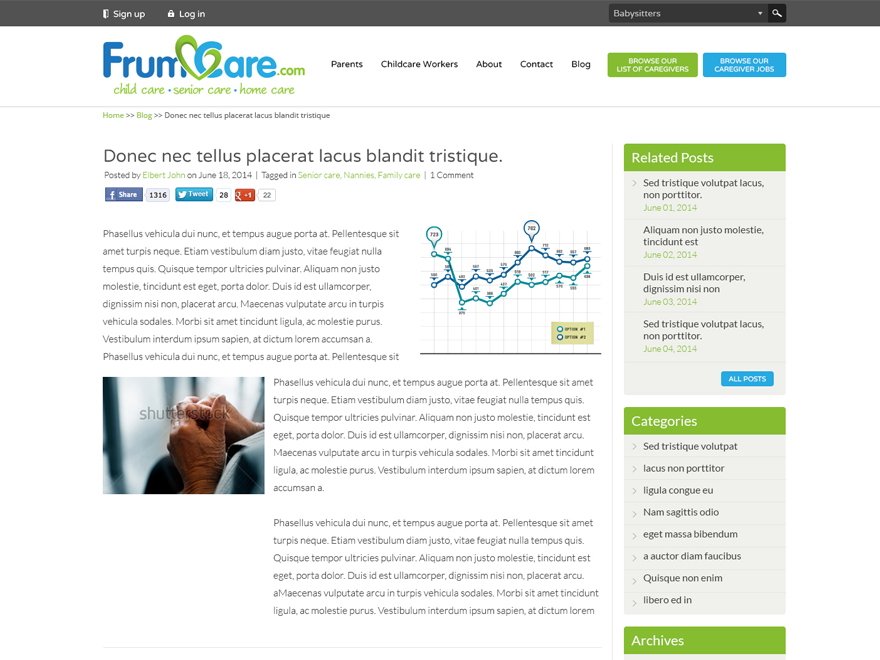 Sign up
Log in
Babysitters
FrumCare.com
child care • senior care • home care
Parents
Childcare Workers
About
Contact
Blog
BROWSE OUR
LIST OF CAREGIVERS
BROWSE OUR
CAREGIVER JOBS
Home >> Blog >> Donec nec tellus placerat lacus blandit tristique
Donec nec tellus placerat lacus blandit tristique.
Posted by Elbert John on June 18, 2014 | Tagged in Senior care, Nannies, Family care | 1 Comment
Share 1316 Tweet 28 +1 22
Phasellus vehicula dui nunc, et tempus augue porta at. Pellentesque sit
amet turpis neque. Etiam vestibulum diam justo, vitae feugiat nulla
tempus quis. Quisque tempor ultricies pulvinar. Aliquam non justo
molestie, tincidunt est eget, porta dolor. Duis id est ullamcorper,
dignissim nisi non, placerat arcu. Maecenas vulputate arcu in turpis
vehicula sodales. Morbi sit amet tincidunt ligula, ac molestie purus.
Vestibulum interdum ipsum sapien, at dictum lorem accumsan a.
Phasellus vehicula dui nunc, et tempus augue porta at. Pellentesque sit
723
782
OPTION #1
OPTION #2
shutterstock
Phasellus vehicula dui nunc, et tempus augue porta at. Pellentesque sit amet
turpis neque. Etiam vestibulum diam justo, vitae feugiat nulla tempus quis.
Quisque tempor ultricies pulvinar. Aliquam non justo molestie, tincidunt est
eget, porta dolor. Duis id est ullamcorper, dignissim nisi non, placerat arcu.
Maecenas vulputate arcu in turpis vehicula sodales. Morbi sit amet tincidunt
ligula, ac molestie purus. Vestibulum interdum ipsum sapien, at dictum lorem
accumsan a.
Phasellus vehicula dui nunc, et tempus augue porta at. Pellentesque sit amet
turpis neque. Etiam vestibulum diam justo, vitae feugiat nulla tempus quis.
Quisque tempor ultricies pulvinar. Aliquam non justo molestie, tincidunt est
eget, porta dolor. Duis id est ullamcorper, dignissim nisi non, placerat arcu.
aMaecenas vulputate arcu in turpis vehicula sodales. Morbi sit amet tincidunt
ligula, ac molestie purus. Vestibulum interdum ipsum sapien, at dictum lorem
Related Posts
Sed tristique volutpat lacus,
non porttitor.
June 01, 2014
Aliquam non justo molestie,
tincidunt est
June 02, 2014
Duis id est ullamcorper,
dignissim nisi non
June 03, 2014
Sed tristique volutpat lacus,
non porttitor.
June 04, 2014
ALL POSTS
Categories
Sed tristique volutpat
lacus non porttitor
ligula congue eu
Nam sagittis odio
eget massa bibendum
a auctor diam faucibus
Quisque non enim
libero ed in
Archives